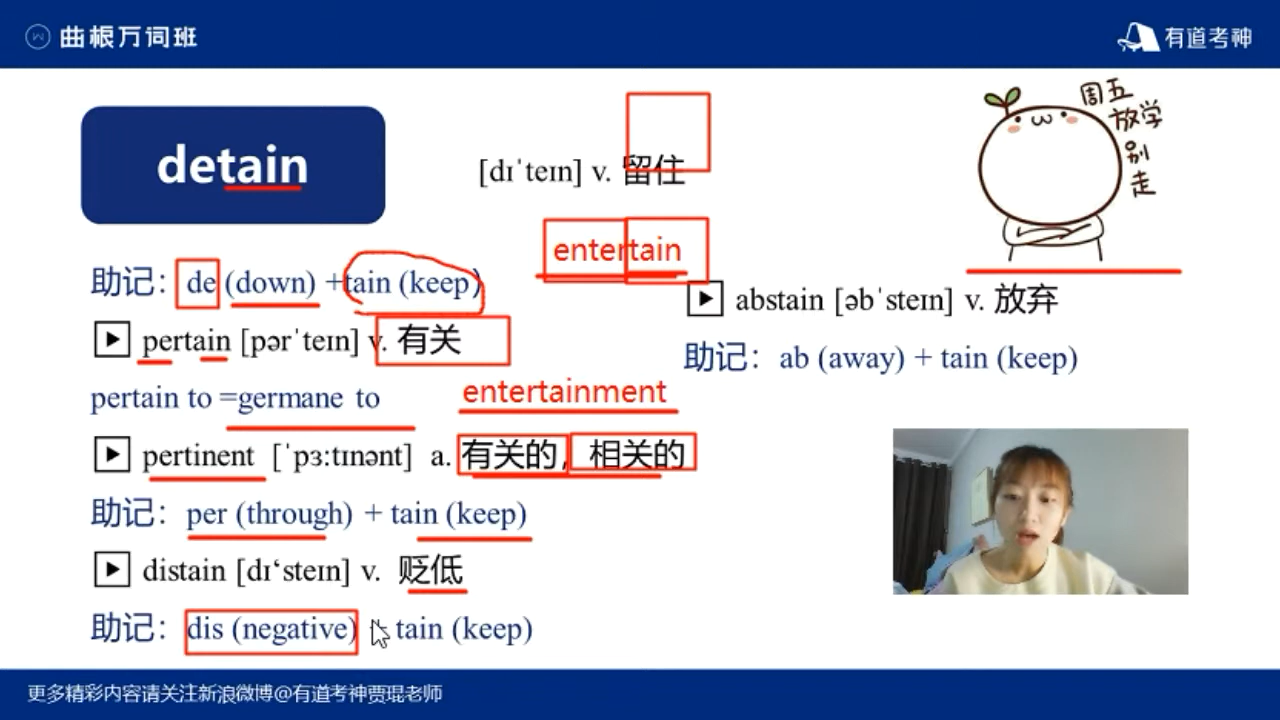 曲根万词班
有道考神
detain
[dɪˈteɪn] v. 留住
周五
放学
别
走
entertain
助记：de (down) +tain (keep)
pertain [pərˈteɪn] v. 有关
pertain to =germane to
entertainment
pertinent [ˈpɜ:tɪnənt] a. 有关的，相关的
助记：per (through) + tain (keep)
distain [dɪ‘steɪn] v. 贬低
助记：dis (negative) + tain (keep)
abstain [əbˈsteɪn] v. 放弃
助记：ab (away) + tain (keep)
更多精彩内容请关注新浪微博@有道考神贾琨老师